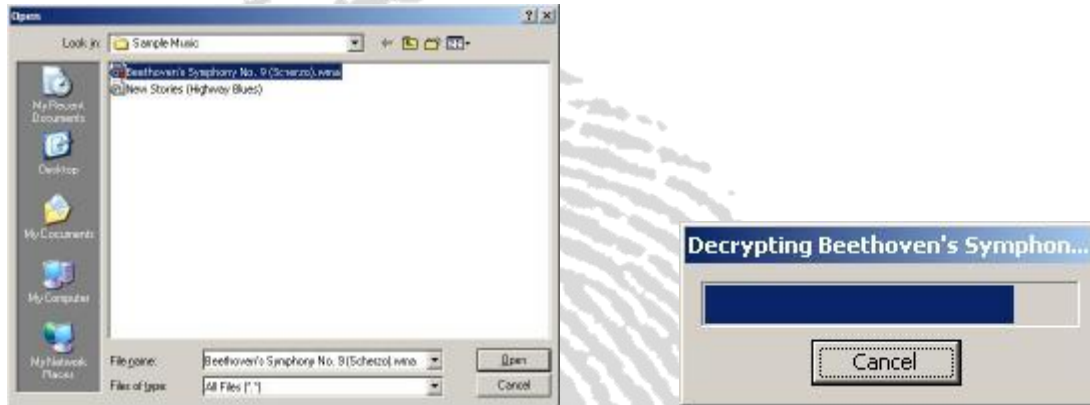 Open
Look in: Sample Music
Beethoven's Symphony No. 9 (Scherzo).wma
New Stories (Highway Blues)
My Recent
Documents
Desktop
My Documents
My Computer
My Network
Places
File name: Beethoven's Symphony No. 9 (Scherzo).wma Open
Files of type: All Files (*.*) Cancel
Decrypting Beethoven's Symphon...
Cancel